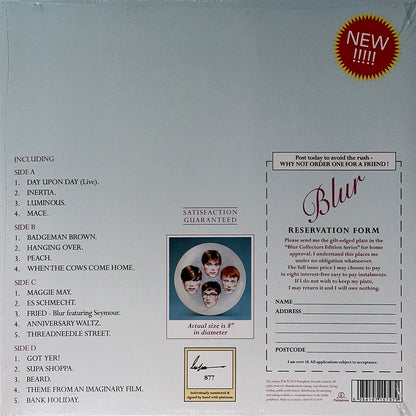 NEW
!!!!!
INCLUDING
SIDE A
1. DAY UPON DAY (Live).
2. INERTIA.
3. LUMINOUS.
4. MACE.
SIDE B
1. BADGEMAN BROWN.
2. HANGING OVER.
3. PEACH.
4. WHEN THE COWS COME HOME.
SIDE C
1. MAGGIE MAY.
2. ES SCHMECHT.
3. FRIED - Blur featuring Seymour.
4. ANNIVERSARY WALTZ.
5. THREADNEEDLE STREET.
SIDE D
1. GOT YER!
2. SUPA SHOPPA.
3. BEARD.
4. THEME FROM AN IMAGINARY FILM.
5. BANK HOLIDAY.
SATISFACTION
GUARANTEED
Actual size is 8"
in diameter
877
Individually numbered &
signed by hand with platinum
Post today to avoid the rush -
WHY NOT ORDER ONE FOR A FRIEND !
Blur
RESERVATION FORM
Please send me the gilt-edged plate in the
"Blur Collectors Edition Series" for home
approval. I understand this places me
under no obligation whatsoever.
The full issue price I may choose to pay
in eight interest-free easy to pay instalments.
If I do not wish to keep my plate,
I may return it and I will owe nothing.
NAME
ADDRESS
POSTCODE
I am over 18. All applications subject to acceptance.
Parlophone